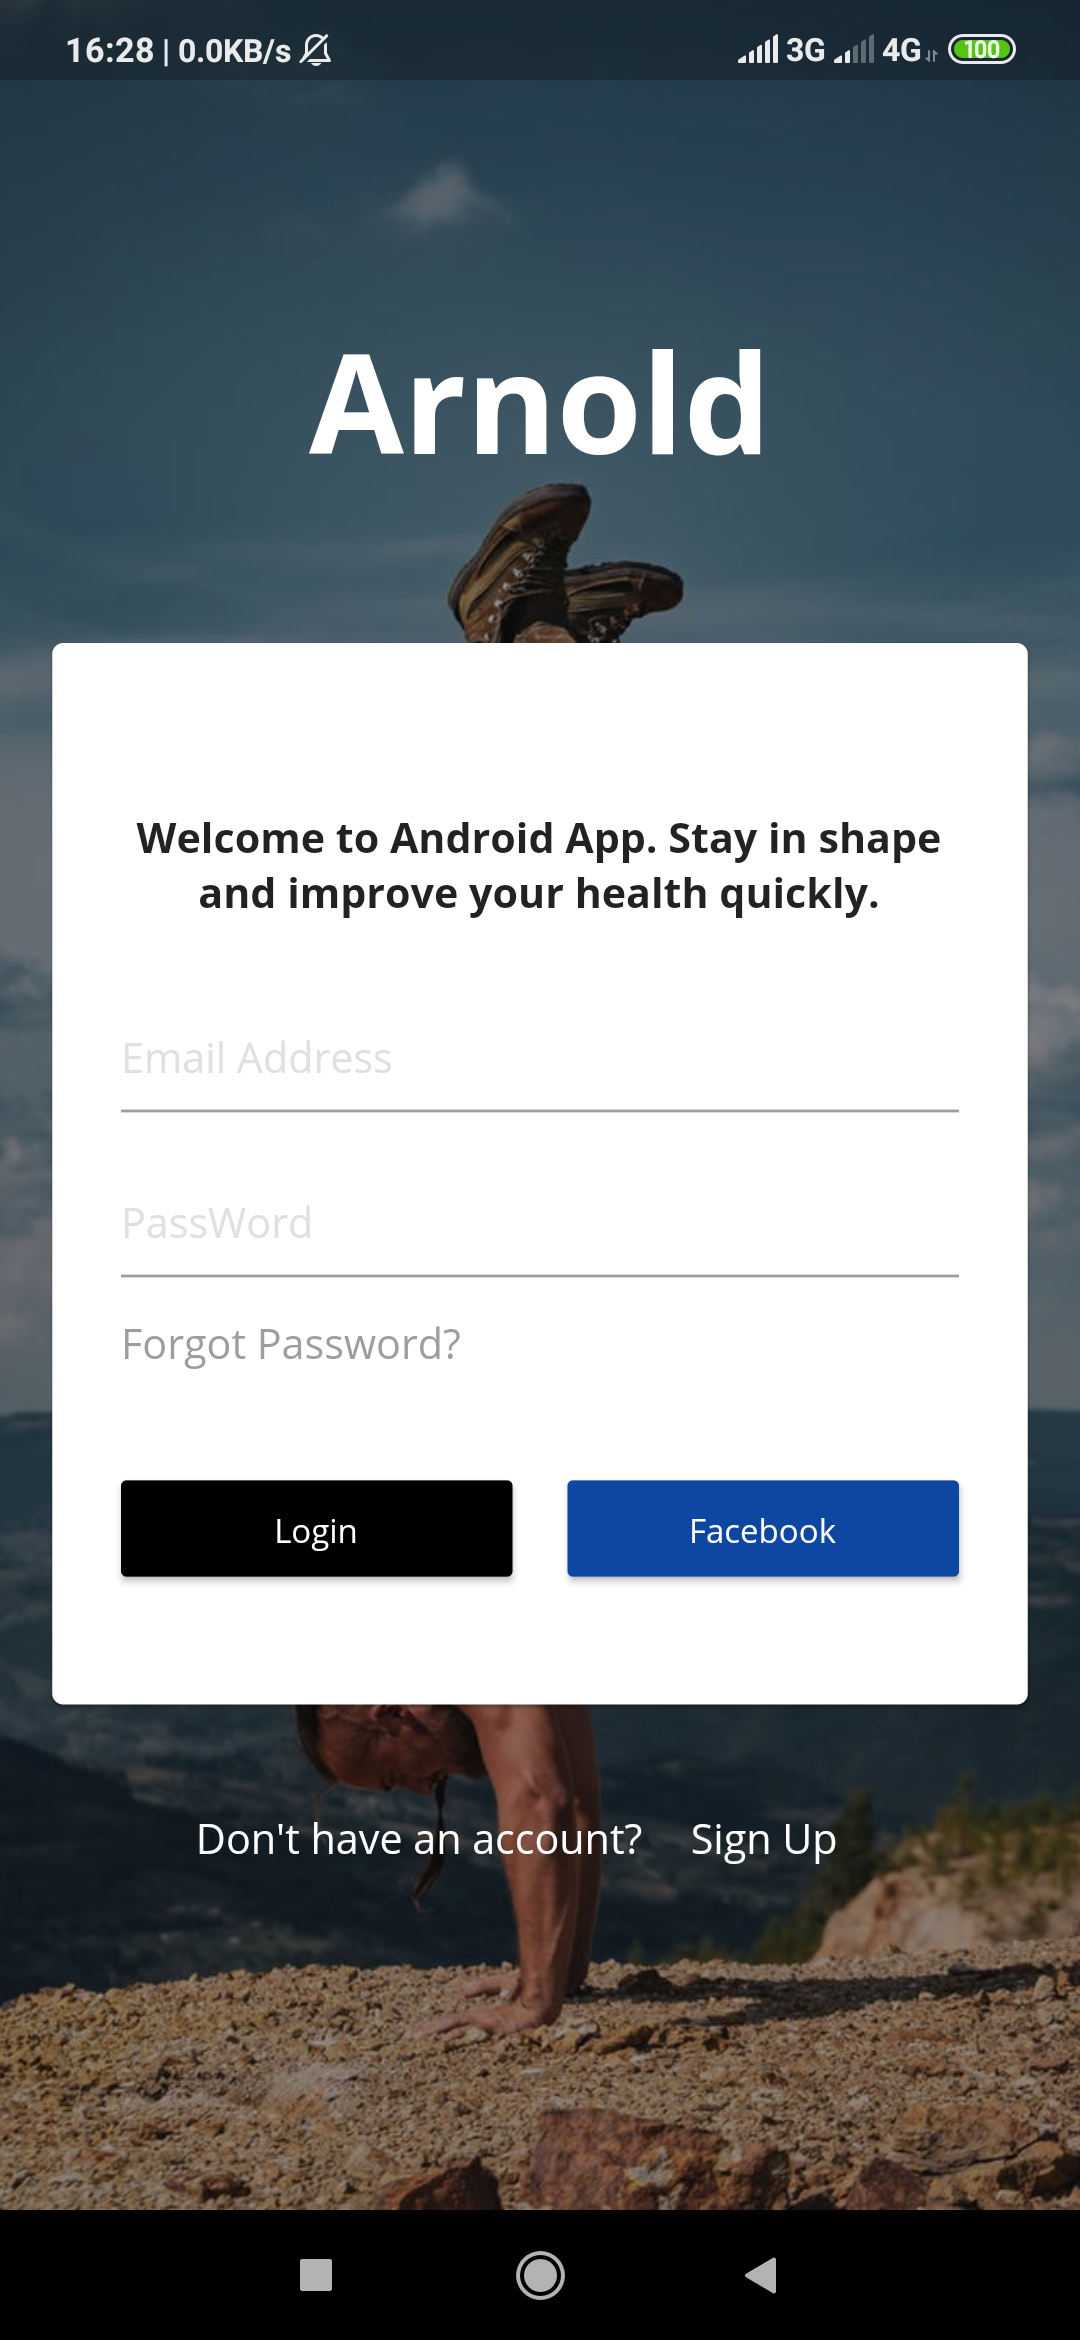 16:28 | 0.0KB/s 3G 4G 100
Arnold
Welcome to Android App. Stay in shape
and improve your health quickly.
Email Address
PassWord
Forgot Password?
Login Facebook
Don't have an account? Sign Up